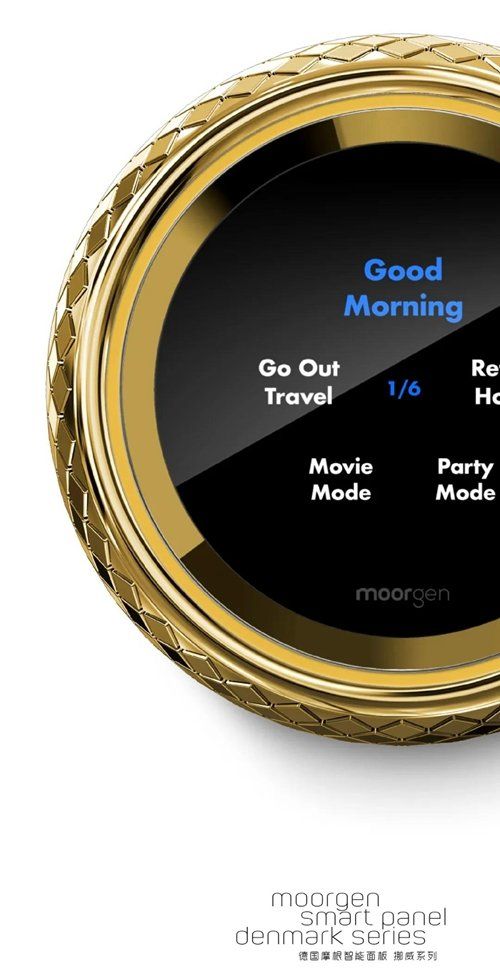 Good
Morning
Go Out
Travel
1/6
Movie
Mode
Party
Mode
moorgen
moorgen
smart panel
denmark series
德国摩根智能面板 挪威系列